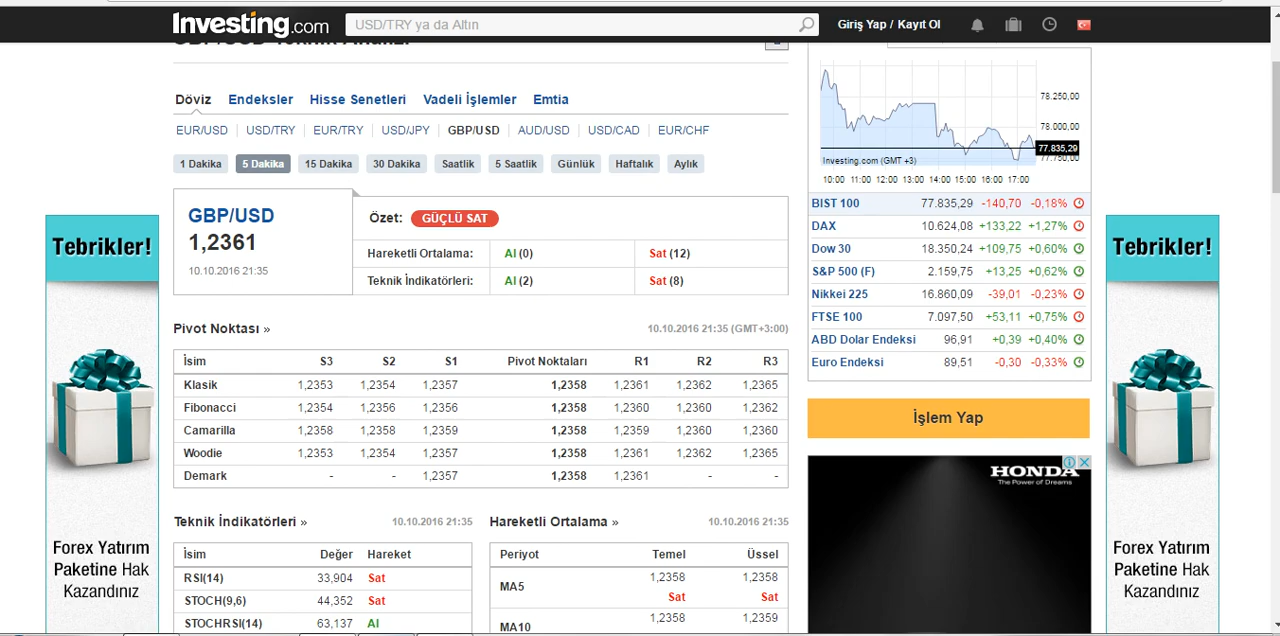 Investing.com
USD/TRY ya da Altın
Giriş Yap / Kayıt Ol
GBP/USD Teknik Analizi
Döviz Endeksler Hisse Senetleri Vadeli İşlemler Emtia
EUR/USD USD/TRY EUR/TRY USD/JPY GBP/USD AUD/USD USD/CAD EUR/CHF
1 Dakika 5 Dakika 15 Dakika 30 Dakika Saatlik 5 Saatlik Günlük Haftalık Aylık
GBP/USD
1,2361
10.10.2016 21:35
Özet: GÜÇLÜ SAT
Hareketli Ortalama: Al (0) Sat (12)
Teknik İndikatörleri: Al (2) Sat (8)
Pivot Noktası » 10.10.2016 21:35 (GMT+3:00)
İsim S3 S2 S1 Pivot Noktaları R1 R2 R3
Klasik 1,2353 1,2354 1,2357 1,2358 1,2361 1,2362 1,2365
Fibonacci 1,2354 1,2356 1,2356 1,2358 1,2360 1,2360 1,2362
Camarilla 1,2358 1,2358 1,2359 1,2358 1,2359 1,2360 1,2360
Woodie 1,2353 1,2354 1,2357 1,2358 1,2361 1,2362 1,2365
Demark - - 1,2357 1,2358 1,2361 - -
Teknik İndikatörleri » 10.10.2016 21:35
İsim Değer Hareket
RSI(14) 33,904 Sat
STOCH(9,6) 44,352 Sat
STOCHRSI(14) 63,137 Al
Hareketli Ortalama » 10.10.2016 21:35
Periyot Temel Üssel
MA5 1,2358 Sat 1,2358 Sat
MA10 1,2358 1,2359
78.250,00
78.000,00
77.835,29
77.750,00
Investing.com (GMT +3)
10:00 11:00 12:00 13:00 14:00 15:00 16:00 17:00
BIST 100 77.835,29 -140,70 -0,18%
DAX 10.624,08 +133,22 +1,27%
Dow 30 18.350,24 +109,75 +0,60%
S&P 500 (F) 2.159,75 +13,25 +0,62%
Nikkei 225 16.860,09 -39,01 -0,23%
FTSE 100 7.097,50 +53,11 +0,75%
ABD Dolar Endeksi 96,91 +0,39 +0,40%
Euro Endeksi 89,51 -0,30 -0,33%
İşlem Yap
HONDA
The Power of Dreams
Tebrikler!
Forex Yatırım
Paketine Hak
Kazandınız
Tebrikler!
Forex Yatırım
Paketine Hak
Kazandınız